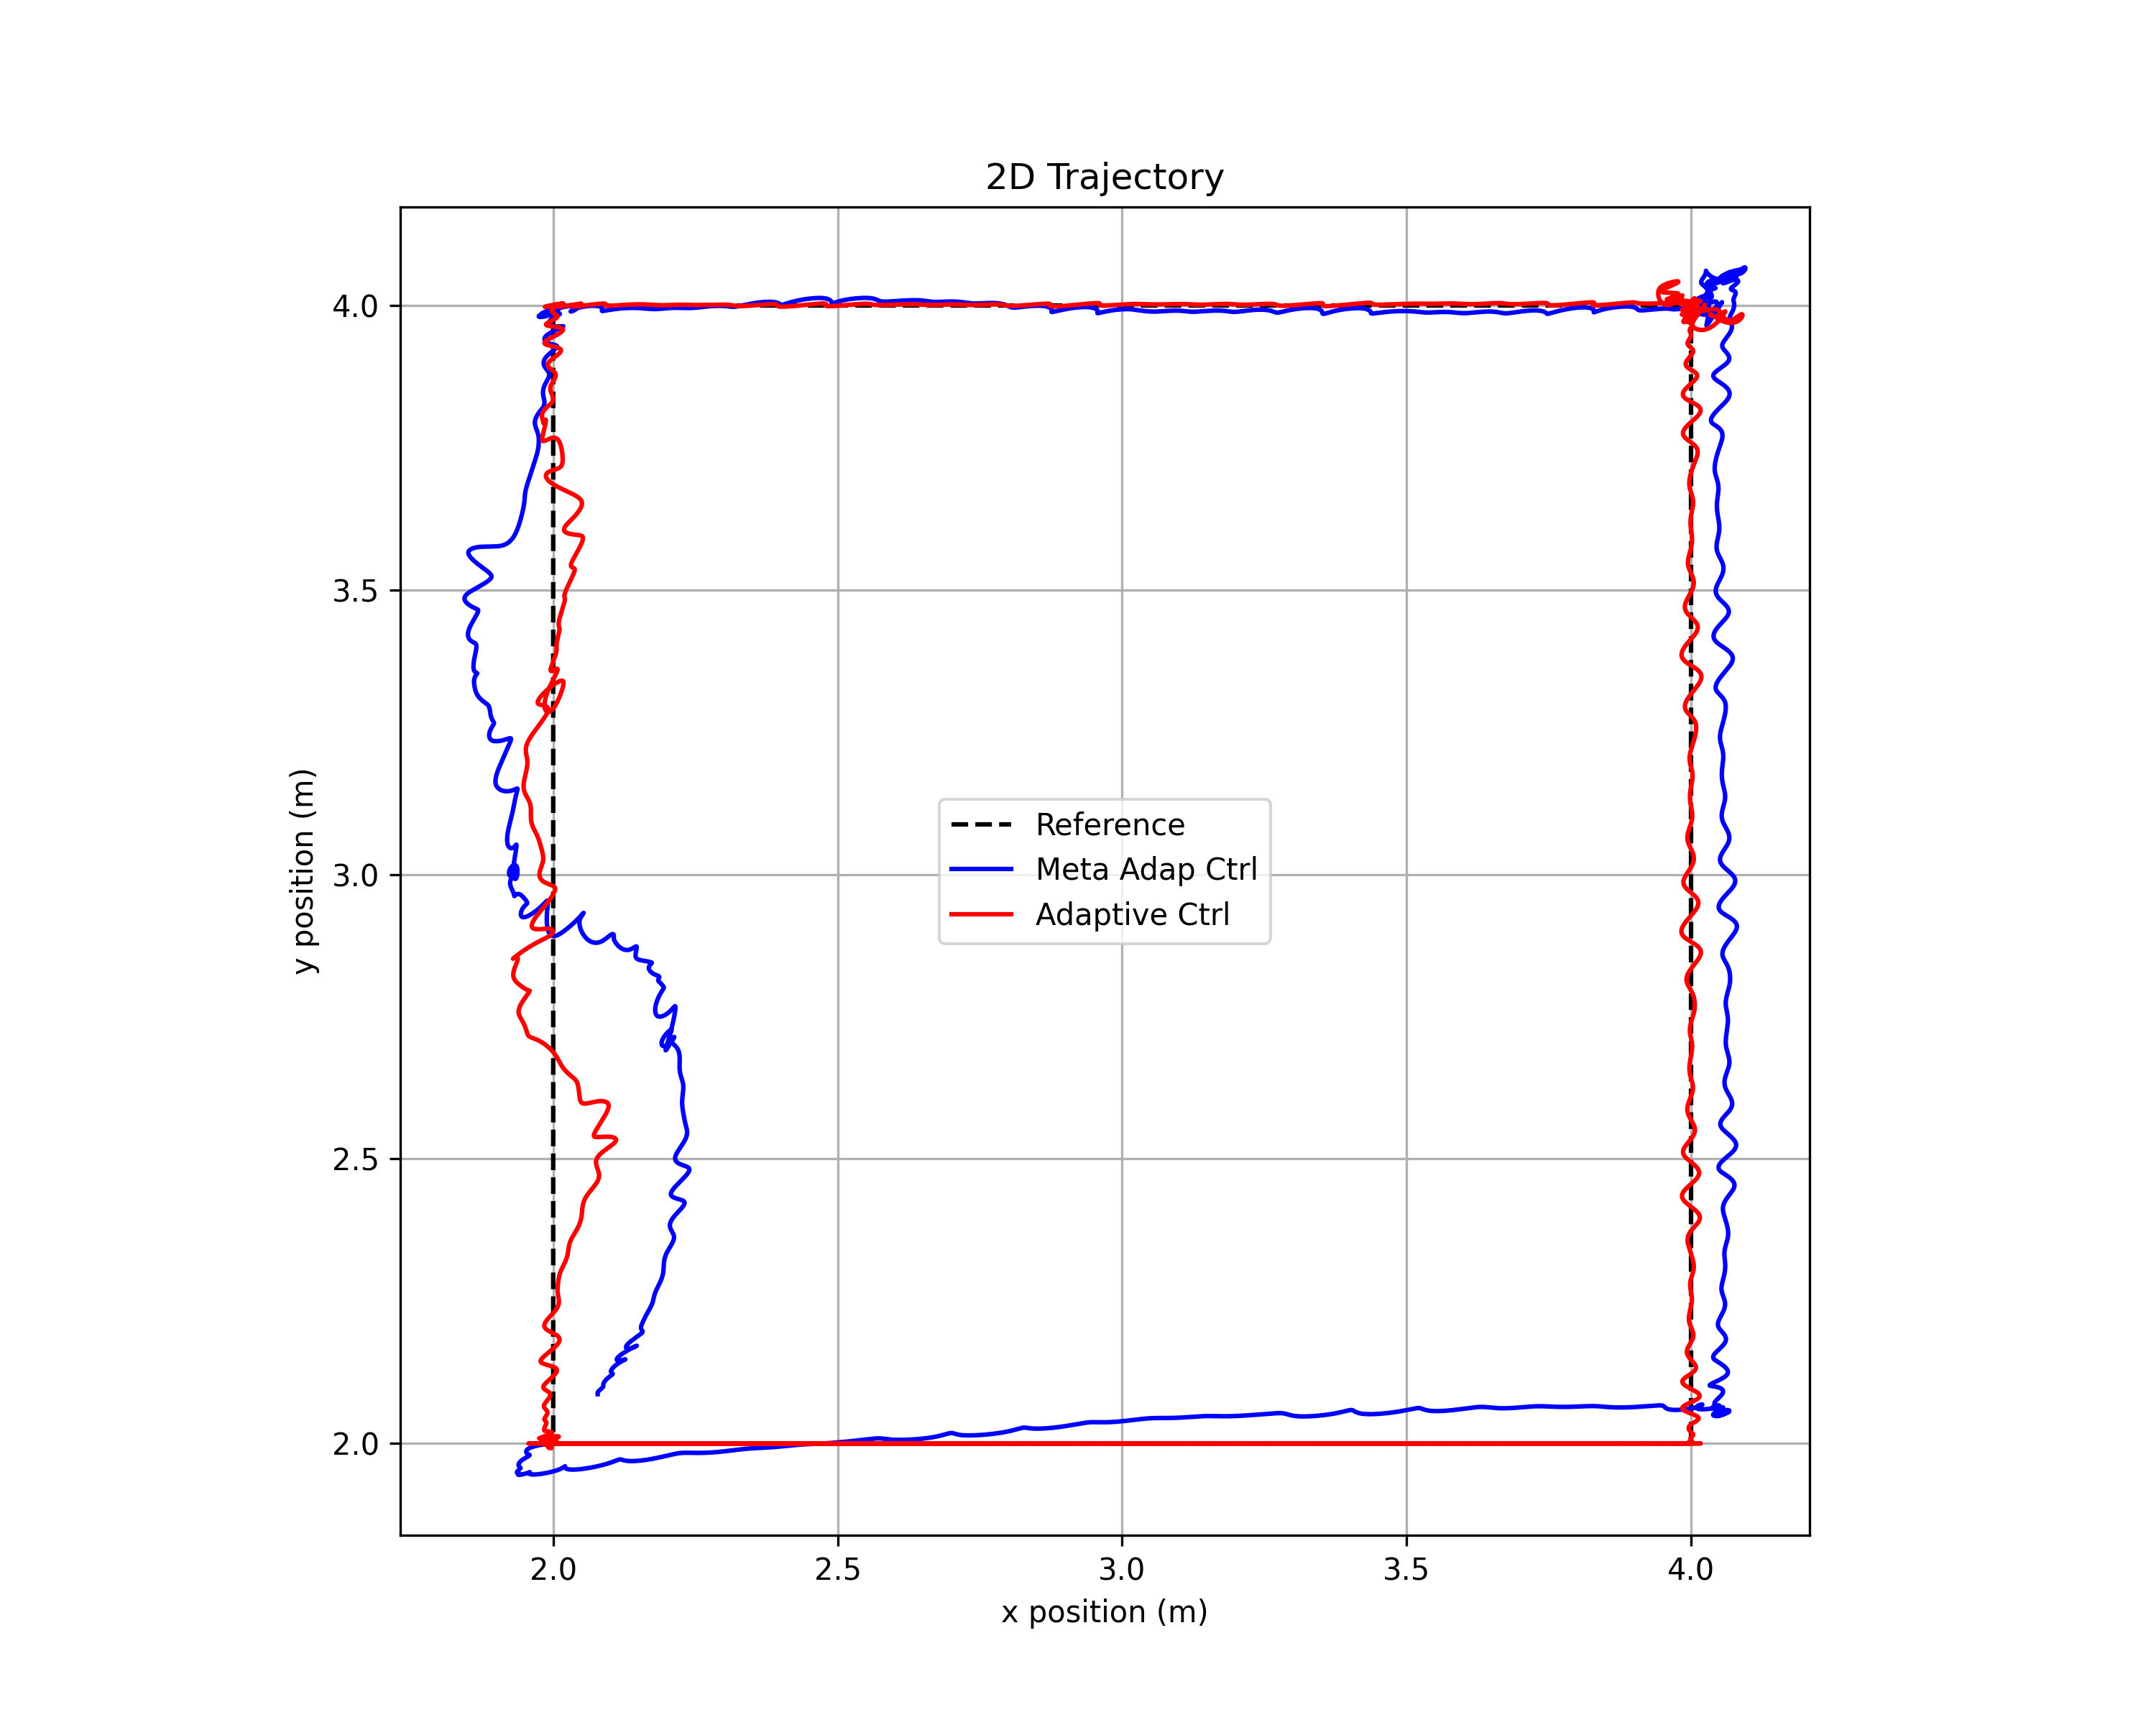 2D Trajectory
4.0
3.5
3.0
2.5
2.0
y position (m)
Reference
Meta Adap Ctrl
Adaptive Ctrl
2.0 2.5 3.0 3.5 4.0
x position (m)